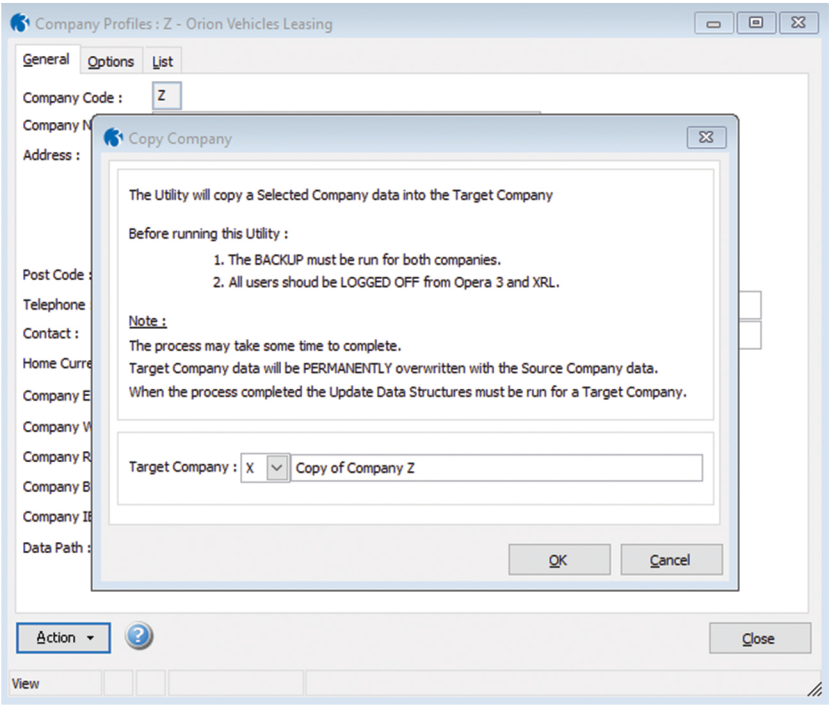 Company Profiles : Z - Orion Vehicles Leasing
General Options List
Company Code : Z
Company N
Address :
Copy Company
The Utility will copy a Selected Company data into the Target Company
Before running this Utility :
1. The BACKUP must be run for both companies.
2. All users shoud be LOGGED OFF from Opera 3 and XRL.
Note :
The process may take some time to complete.
Target Company data will be PERMANENTLY overwritten with the Source Company data.
When the process completed the Update Data Structures must be run for a Target Company.
Target Company : X Copy of Company Z
OK Cancel
Post Code :
Telephone
Contact :
Home Curre
Company E
Company W
Company R
Company B
Company IE
Data Path :
Action ? Close
View